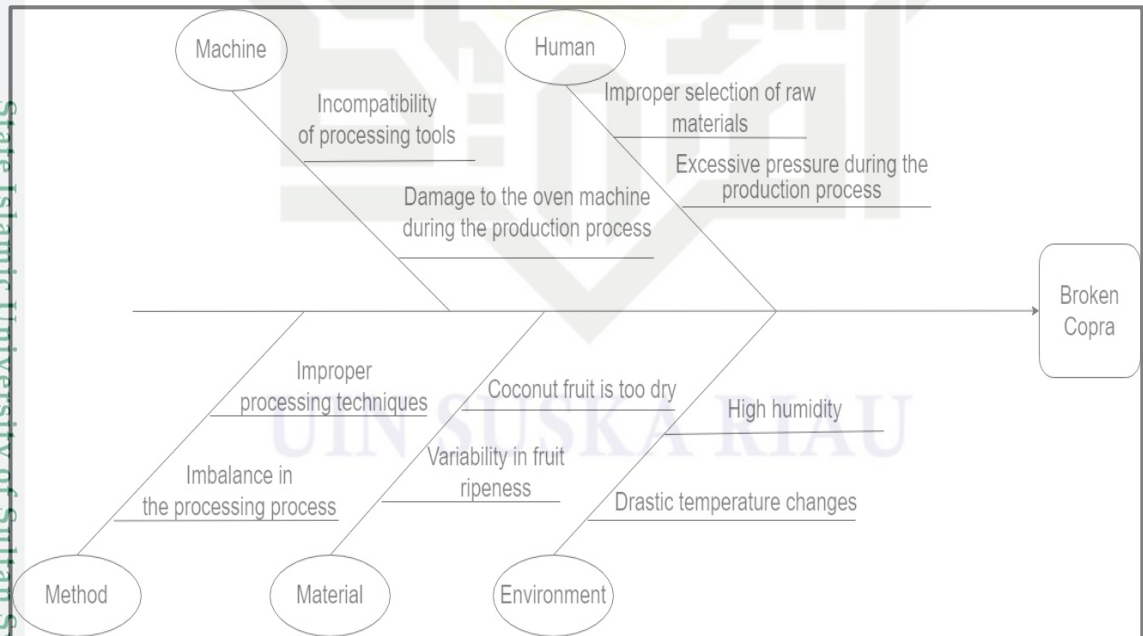 Machine
Human
Incompatibility
of processing tools
Damage to the oven machine
during the production process
Improper selection of raw
materials
Excessive pressure during the
production process
Broken
Copra
Improper
processing techniques
Imbalance in
the processing process
Coconut fruit is too dry
Variability in fruit
ripeness
High humidity
Drastic temperature changes
Method
Material
Environment
UIN SUSKA RIAU
State Islamic University of Sultan S